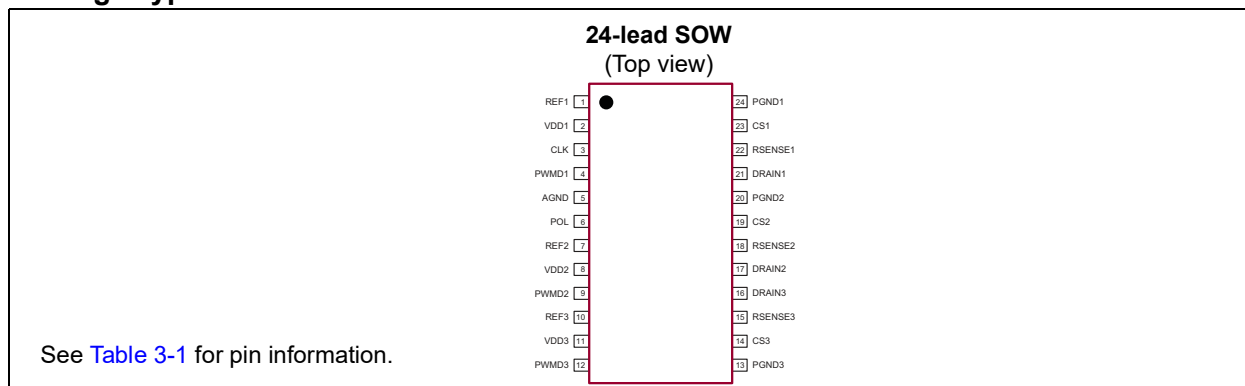 24-lead SOW
(Top view)
REF1 1 24 PGND1
VDD1 2 23 CS1
CLK 3 22 RSENSE1
PWMD1 4 21 DRAIN1
AGND 5 20 PGND2
POL 6 19 CS2
REF2 7 18 RSENSE2
VDD2 8 17 DRAIN2
PWMD2 9 16 DRAIN3
REF3 10 15 RSENSE3
VDD3 11 14 CS3
PWMD3 12 13 PGND3
See Table 3-1 for pin information.